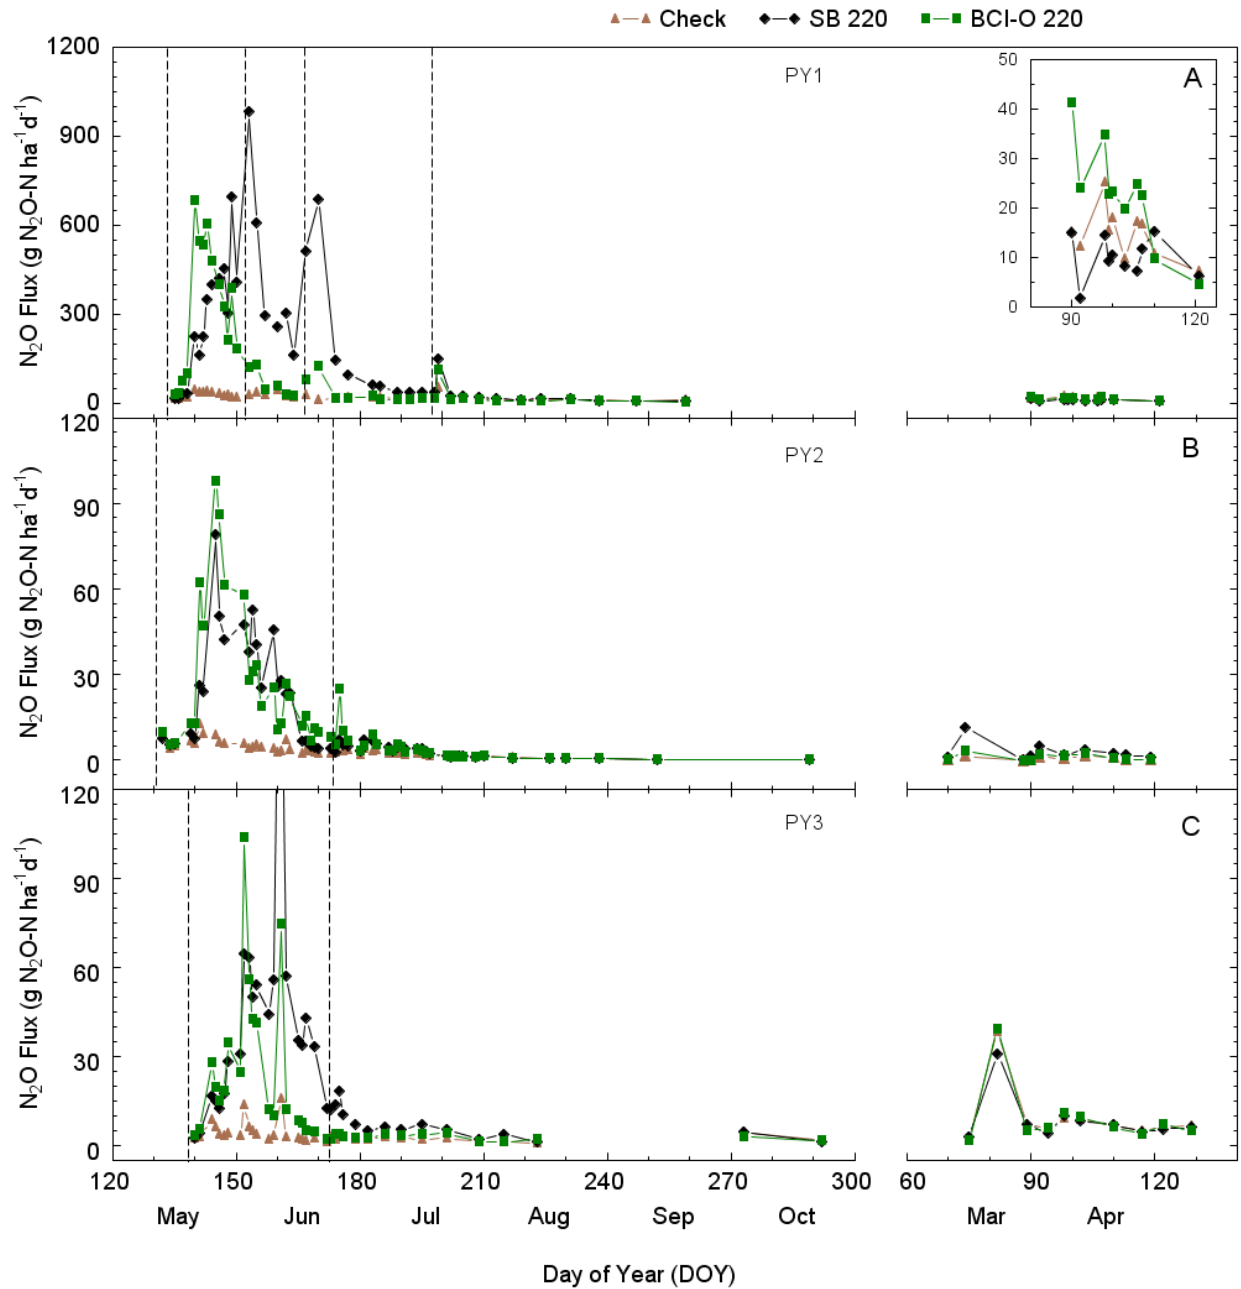 Check SB 220 BCI-O 220
1200
900
600
300
0
N₂O Flux (g N₂O-N ha⁻¹d⁻¹)
PY1
A
50
40
30
20
10
0
90 120
120
90
60
30
0
N₂O Flux (g N₂O-N ha⁻¹d⁻¹)
PY2
B
120
90
60
30
0
N₂O Flux (g N₂O-N ha⁻¹d⁻¹)
PY3
C
120 150 180 210 240 270 300 60 90 120
May Jun Jul Aug Sep Oct Mar Apr
Day of Year (DOY)